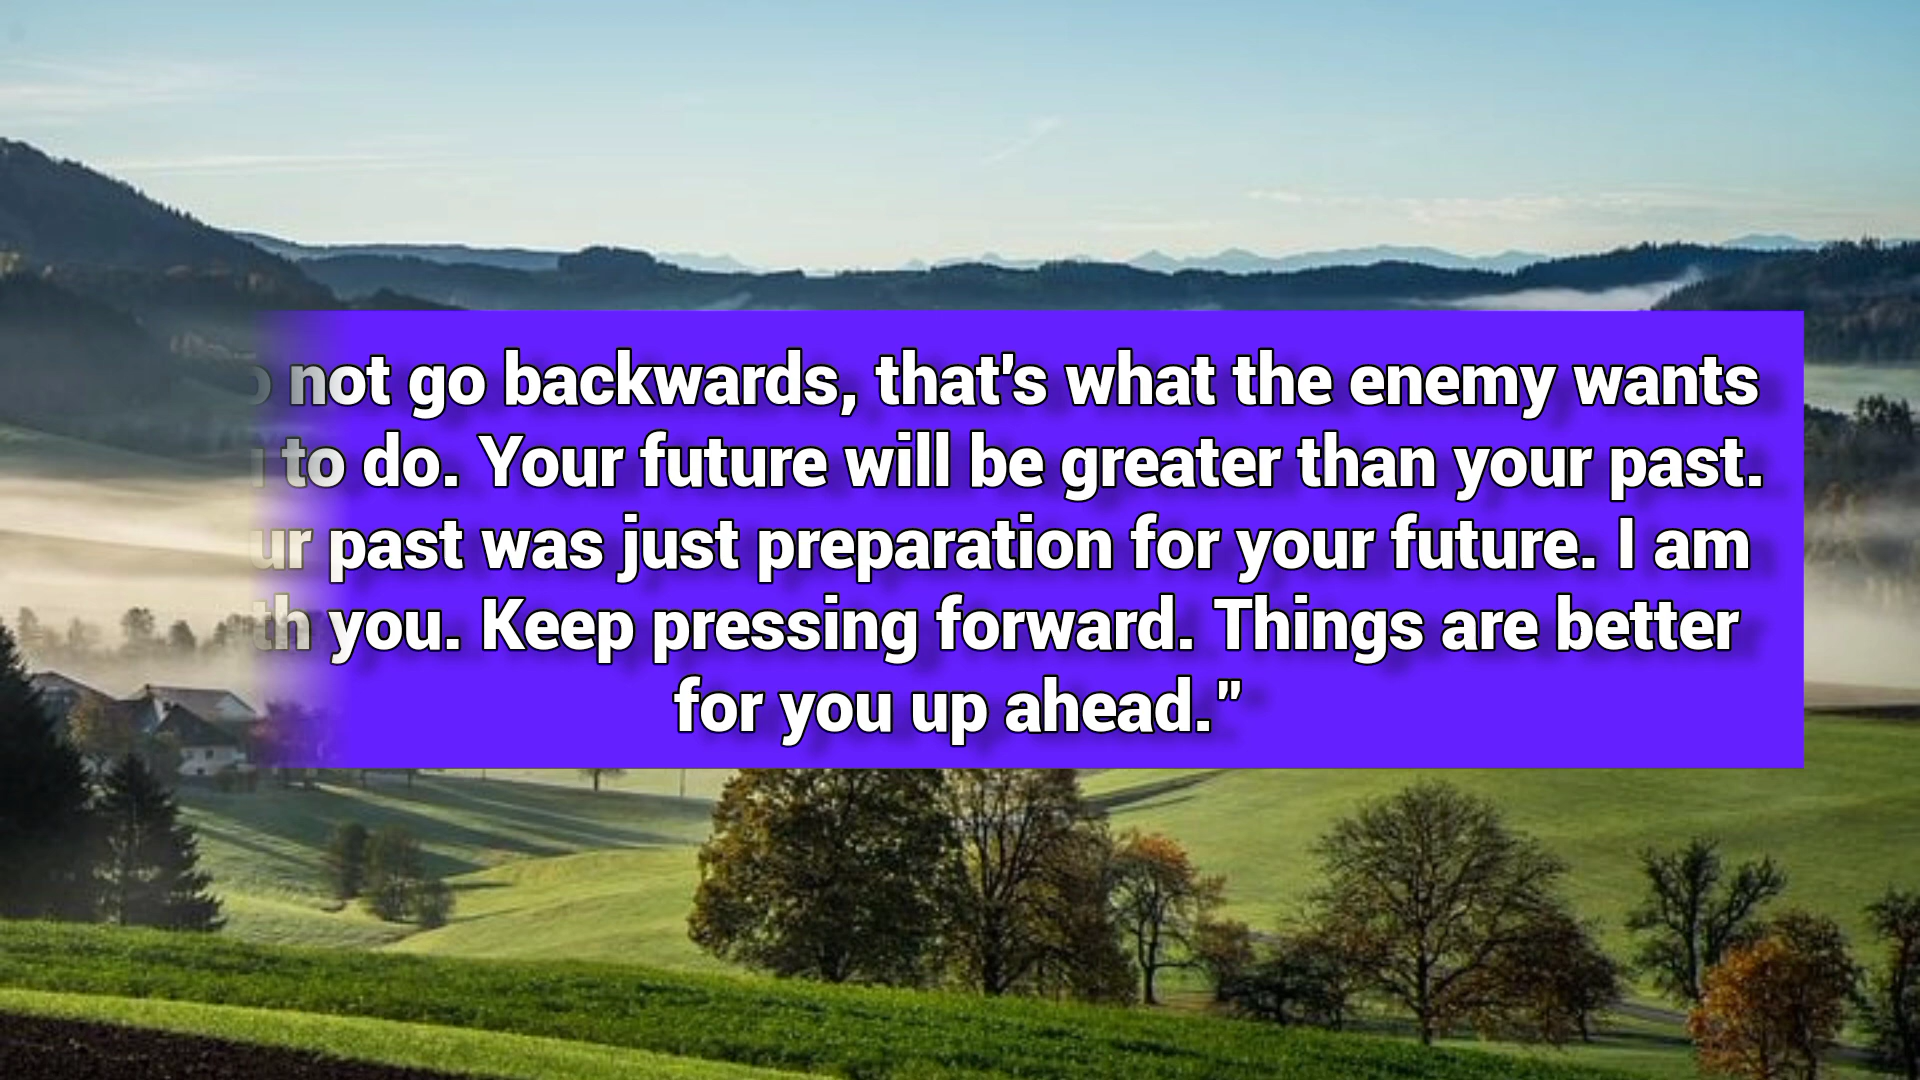 not go backwards, that's what the enemy wants
to do. Your future will be greater than your past.
past was just preparation for your future. I am
you. Keep pressing forward. Things are better
for you up ahead."